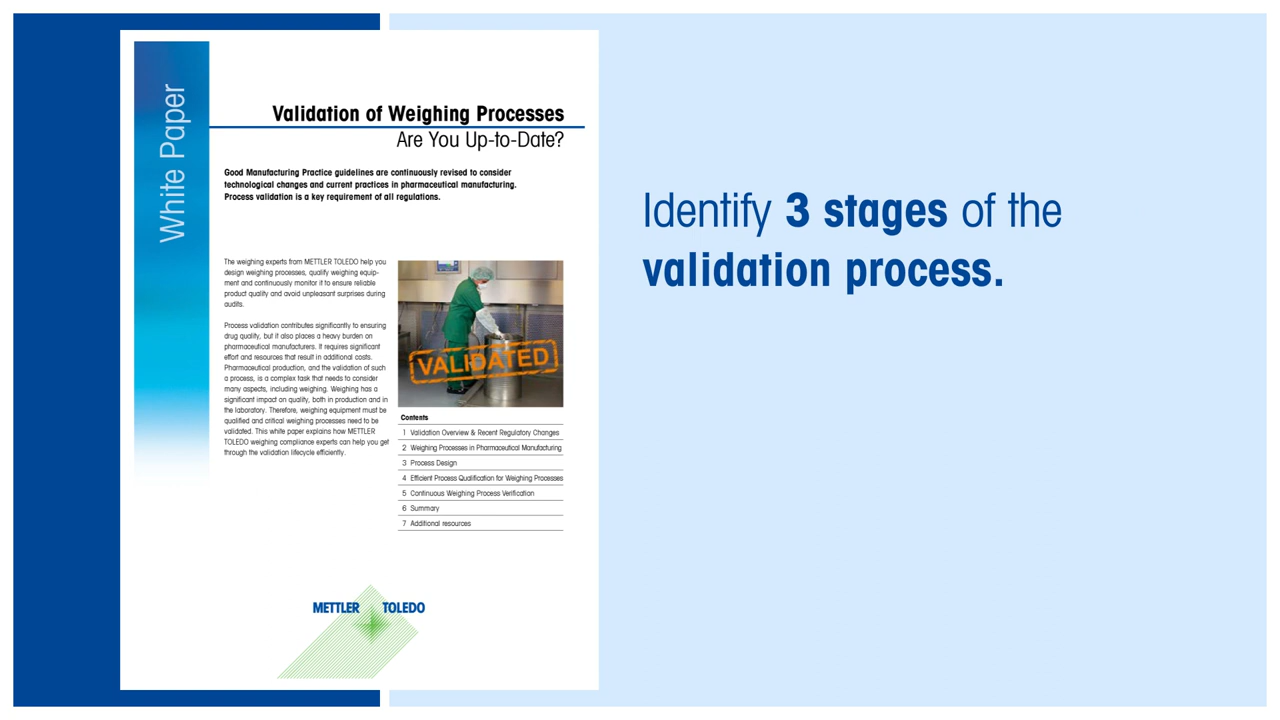 White Paper
Validation of Weighing Processes
Are You Up-to-Date?
Good Manufacturing Practice guidelines are continuously revised to consider
technological changes and current practices in pharmaceutical manufacturing.
Process validation is a key requirement of all regulations.
The weighing experts from METTLER TOLEDO help you
design weighing processes, qualify weighing equip-
ment and continuously monitor it to ensure reliable
product quality and avoid unpleasant surprises during
audits.
Process validation contributes significantly to ensuring
drug quality, but it also places a heavy burden on
pharmaceutical manufacturers. It requires significant
effort and resources that result in additional costs.
Pharmaceutical production, and the validation of such
a process, is a complex task that needs to consider
many aspects, including weighing. Weighing has a
significant impact on quality, both in production and in
the laboratory. Therefore, weighing equipment must be
qualified and critical weighing processes need to be
validated. This white paper explains how METTLER
TOLEDO weighing compliance experts can help you get
through the validation lifecycle efficiently.
VALIDATED
Contents
1 Validation Overview & Recent Regulatory Changes
2 Weighing Processes in Pharmaceutical Manufacturing
3 Process Design
4 Efficient Process Qualification for Weighing Processes
5 Continuous Weighing Process Verification
6 Summary
7 Additional resources
METTLER TOLEDO
Identify 3 stages of the
validation process.